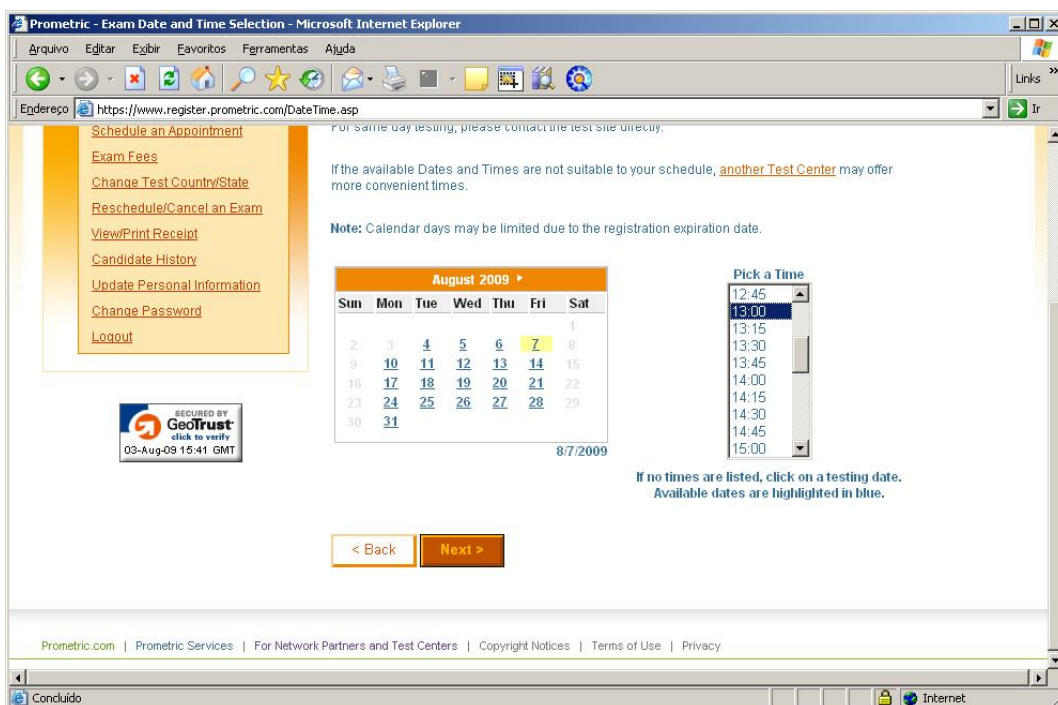 Prometric - Exam Date and Time Selection - Microsoft Internet Explorer
Arquivo Editar Exibir Favoritos Ferramentas Ajuda
Links »
Endereço https://www.register.prometric.com/DateTime.asp Ir
Schedule an Appointment
Exam Fees
Change Test Country/State
Reschedule/Cancel an Exam
View/Print Receipt
Candidate History
Update Personal Information
Change Password
Logout
SECURED BY
GeoTrust
click to verify
03-Aug-09 15:41 GMT
For same day testing, please contact the test site directly.
If the available Dates and Times are not suitable to your schedule, another Test Center may offer
more convenient times.
Note: Calendar days may be limited due to the registration expiration date.
August 2009
Sun Mon Tue Wed Thu Fri Sat
1
2 3 4 5 6 7 8
9 10 11 12 13 14 15
16 17 18 19 20 21 22
23 24 25 26 27 28 29
30 31
8/7/2009
Pick a Time
12:45
13:00
13:15
13:30
13:45
14:00
14:15
14:30
14:45
15:00
If no times are listed, click on a testing date.
Available dates are highlighted in blue.
< Back Next >
Prometric.com | Prometric Services | For Network Partners and Test Centers | Copyright Notices | Terms of Use | Privacy
Concluído Internet